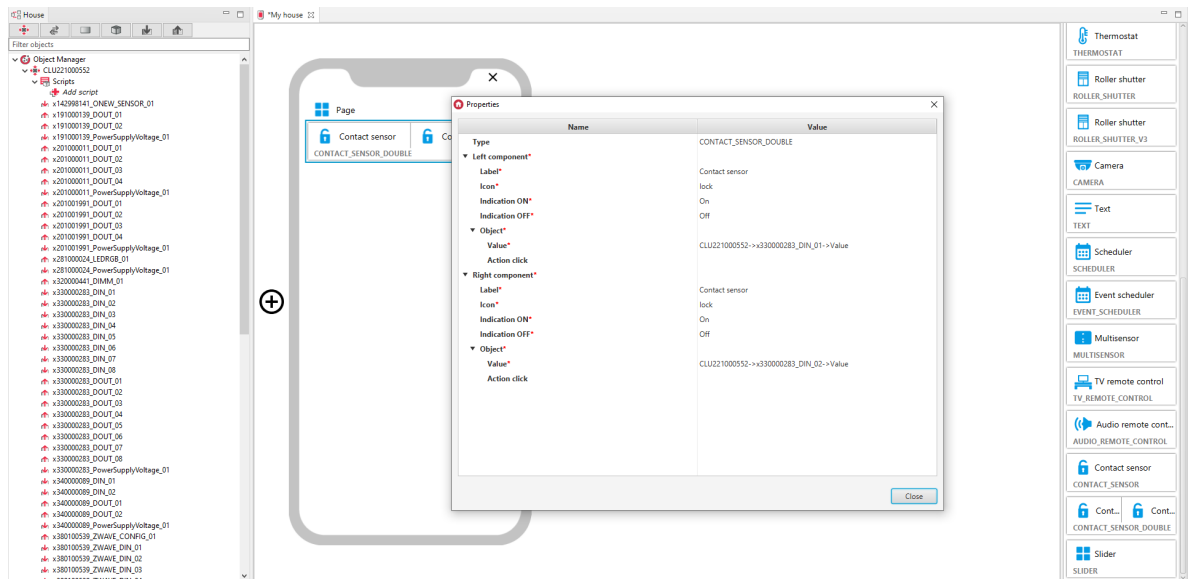 House
Filter objects
Object Manager
CLU221000552
Scripts
Add script
x142998141_ONEW_SENSOR_01
x191000139_DOUT_01
x191000139_DOUT_02
x191000139_PowerSupplyVoltage_01
x201000011_DOUT_01
x201000011_DOUT_02
x201000011_DOUT_03
x201000011_DOUT_04
x201000011_PowerSupplyVoltage_01
x201001991_DOUT_01
x201001991_DOUT_02
x201001991_DOUT_03
x201001991_DOUT_04
x201001991_PowerSupplyVoltage_01
x281000024_LEDRGB_01
x281000024_PowerSupplyVoltage_01
x320000441_DIMM_01
x330000283_DIN_01
x330000283_DIN_02
x330000283_DIN_03
x330000283_DIN_04
x330000283_DIN_05
x330000283_DIN_06
x330000283_DIN_07
x330000283_DIN_08
x330000283_DOUT_01
x330000283_DOUT_02
x330000283_DOUT_03
x330000283_DOUT_04
x330000283_DOUT_05
x330000283_DOUT_06
x330000283_DOUT_07
x330000283_DOUT_08
x330000283_PowerSupplyVoltage_01
x340000089_DIN_01
x340000089_DIN_02
x340000089_DOUT_01
x340000089_DOUT_02
x340000089_PowerSupplyVoltage_01
x380100539_ZWAVE_CONFIG_01
x380100539_ZWAVE_DIN_01
x380100539_ZWAVE_DIN_02
x380100539_ZWAVE_DIN_03
*My house
Page
Contact sensor Co
CONTACT_SENSOR_DOUBLE
Properties
Name Value
Type CONTACT_SENSOR_DOUBLE
Left component*
Label* Contact sensor
Icon* lock
Indication ON* On
Indication OFF* Off
Object*
Value* CLU221000552->x330000283_DIN_01->Value
Action click
Right component*
Label* Contact sensor
Icon* lock
Indication ON* On
Indication OFF* Off
Object*
Value* CLU221000552->x330000283_DIN_02->Value
Action click
Close
Thermostat
THERMOSTAT
Roller shutter
ROLLER_SHUTTER
Roller shutter
ROLLER_SHUTTER_V3
Camera
CAMERA
Text
TEXT
Scheduler
SCHEDULER
Event scheduler
EVENT_SCHEDULER
Multisensor
MULTISENSOR
TV remote control
TV_REMOTE_CONTROL
Audio remote cont...
AUDIO_REMOTE_CONTROL
Contact sensor
CONTACT_SENSOR
Cont... Cont...
CONTACT_SENSOR_DOUBLE
Slider
SLIDER